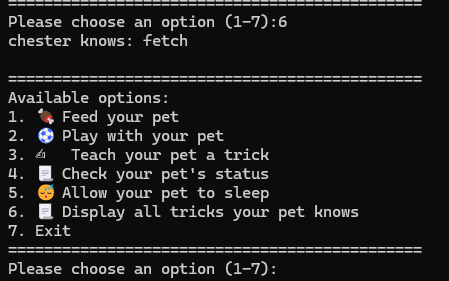 ==============================================
Please choose an option (1-7):6
chester knows: fetch

==============================================
Available options:
1. 🍖 Feed your pet
2. ⚽ Play with your pet
3. ✍ Teach your pet a trick
4. 📃 Check your pet's status
5. 😴 Allow your pet to sleep
6. 📃 Display all tricks your pet knows
7. Exit
==============================================
Please choose an option (1-7):